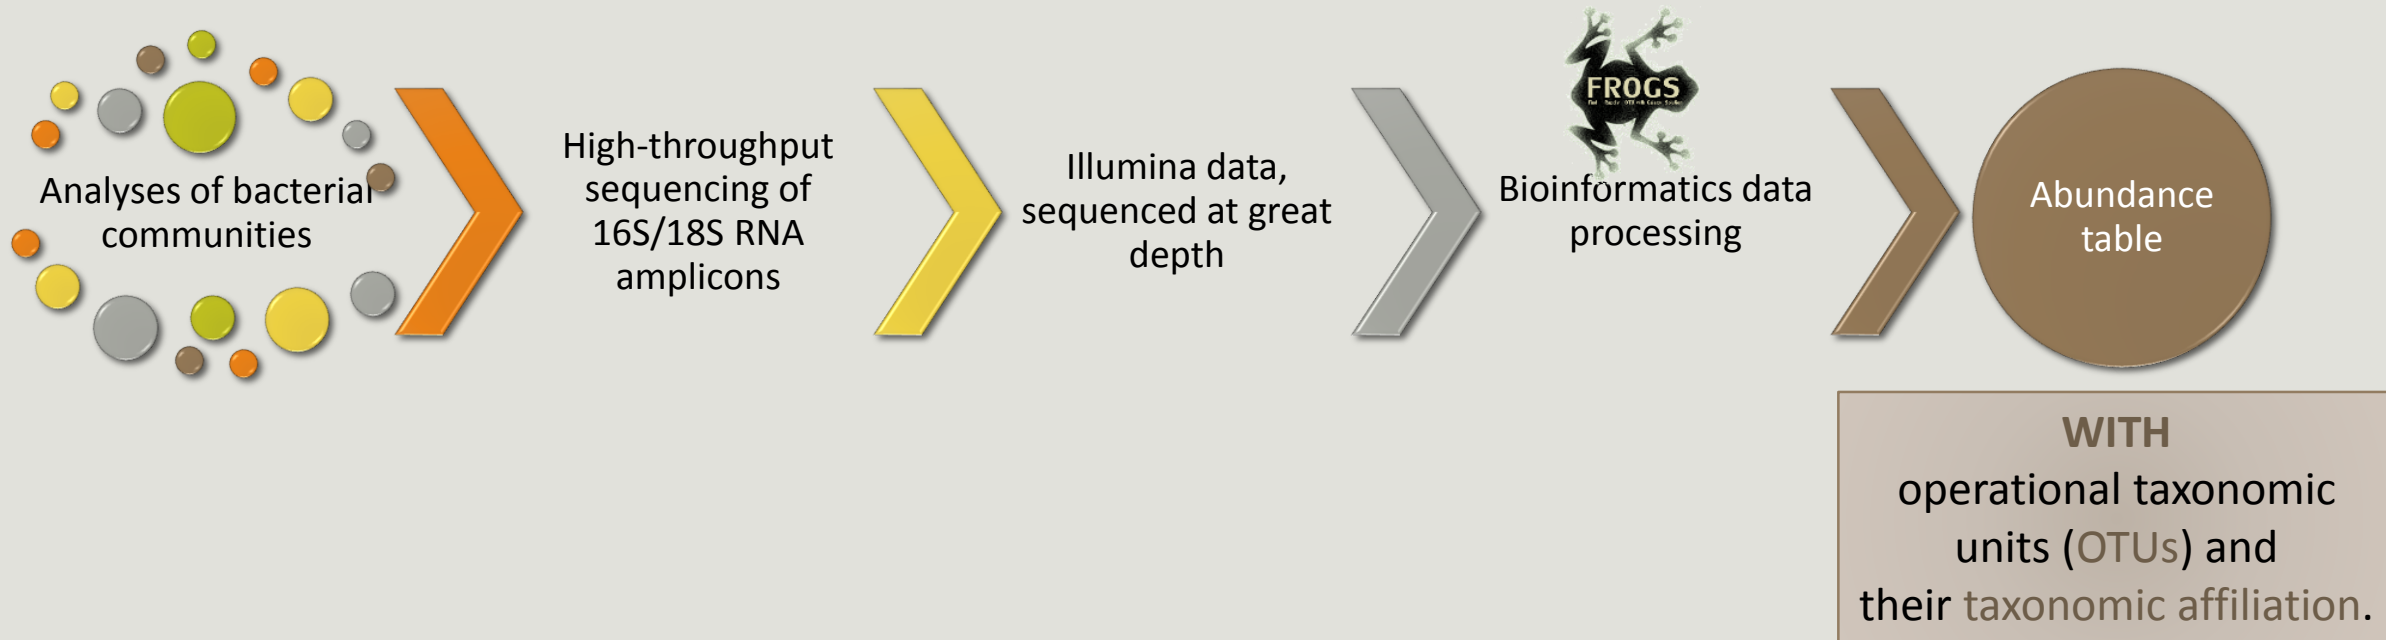 Analyses of bacterial
communities
High-throughput
sequencing of
16S/18S RNA
amplicons
Illumina data,
sequenced at great
depth
FROGS
Bioinformatics data
processing
Abundance
table
WITH
operational taxonomic
units (OTUs) and
their taxonomic affiliation.